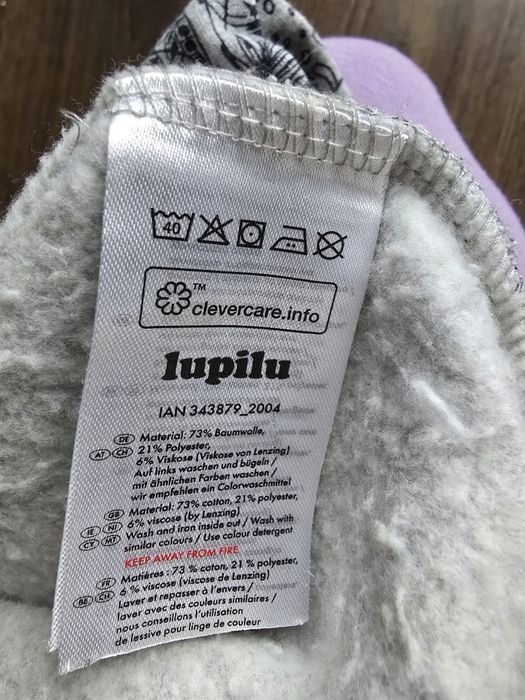 40
TM
clevercare.info
lupilu
IAN 343879_2004
DE Material: 73% Baumwolle,
AT CH 21% Polyester,
6% Viskose (Viskose von Lenzing)
Auf links waschen und bügeln /
mit ähnlichen Farben waschen /
wir empfehlen ein Colorwaschmittel
GB Material: 73% cotton, 21% polyester,
IE NI 6% viscose (by Lenzing)
CY MT Wash and iron inside out / Wash with
similar colours / Use colour detergent
KEEP AWAY FROM FIRE
FR Matières : 73 % coton, 21 % polyester,
BE CH 6 % viscose (viscose de Lenzing)
Laver et repasser à l'envers /
laver avec des couleurs similaires /
nous conseillons l'utilisation
de lessive pour linge de couleur